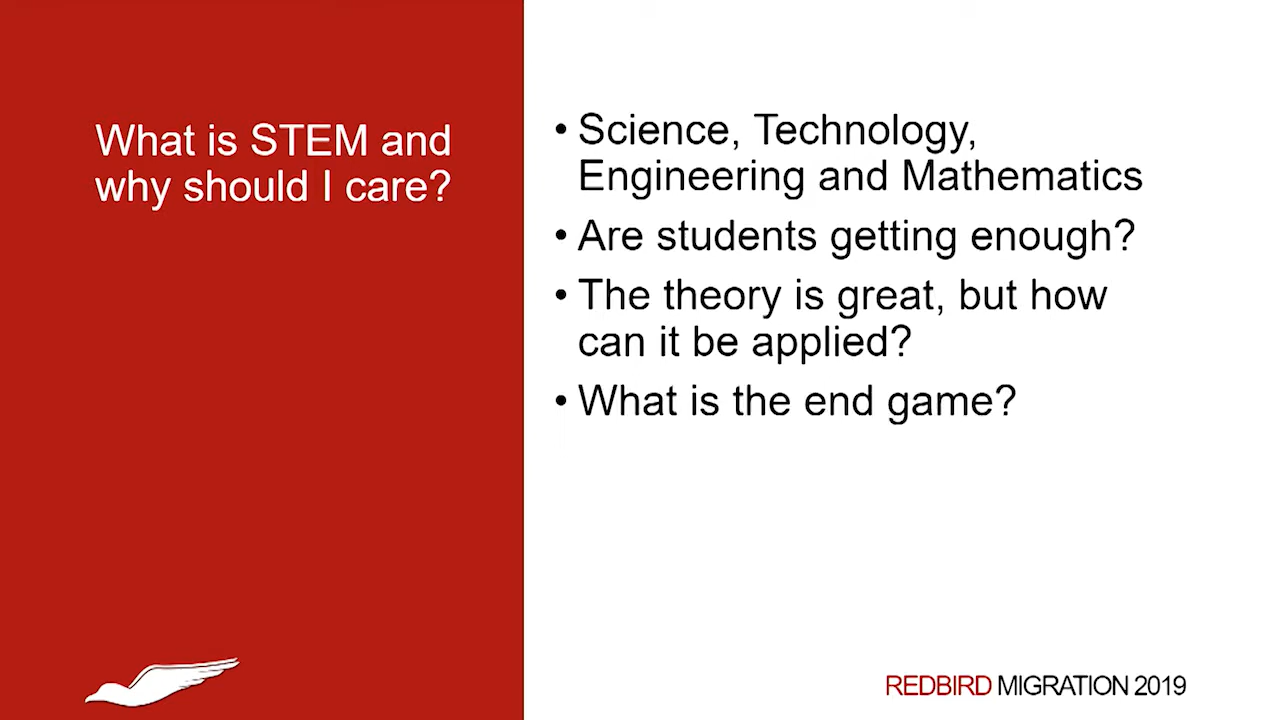 What is STEM and
why should I care?
• Science, Technology,
Engineering and Mathematics
• Are students getting enough?
• The theory is great, but how
can it be applied?
• What is the end game?
REDBIRD MIGRATION 2019